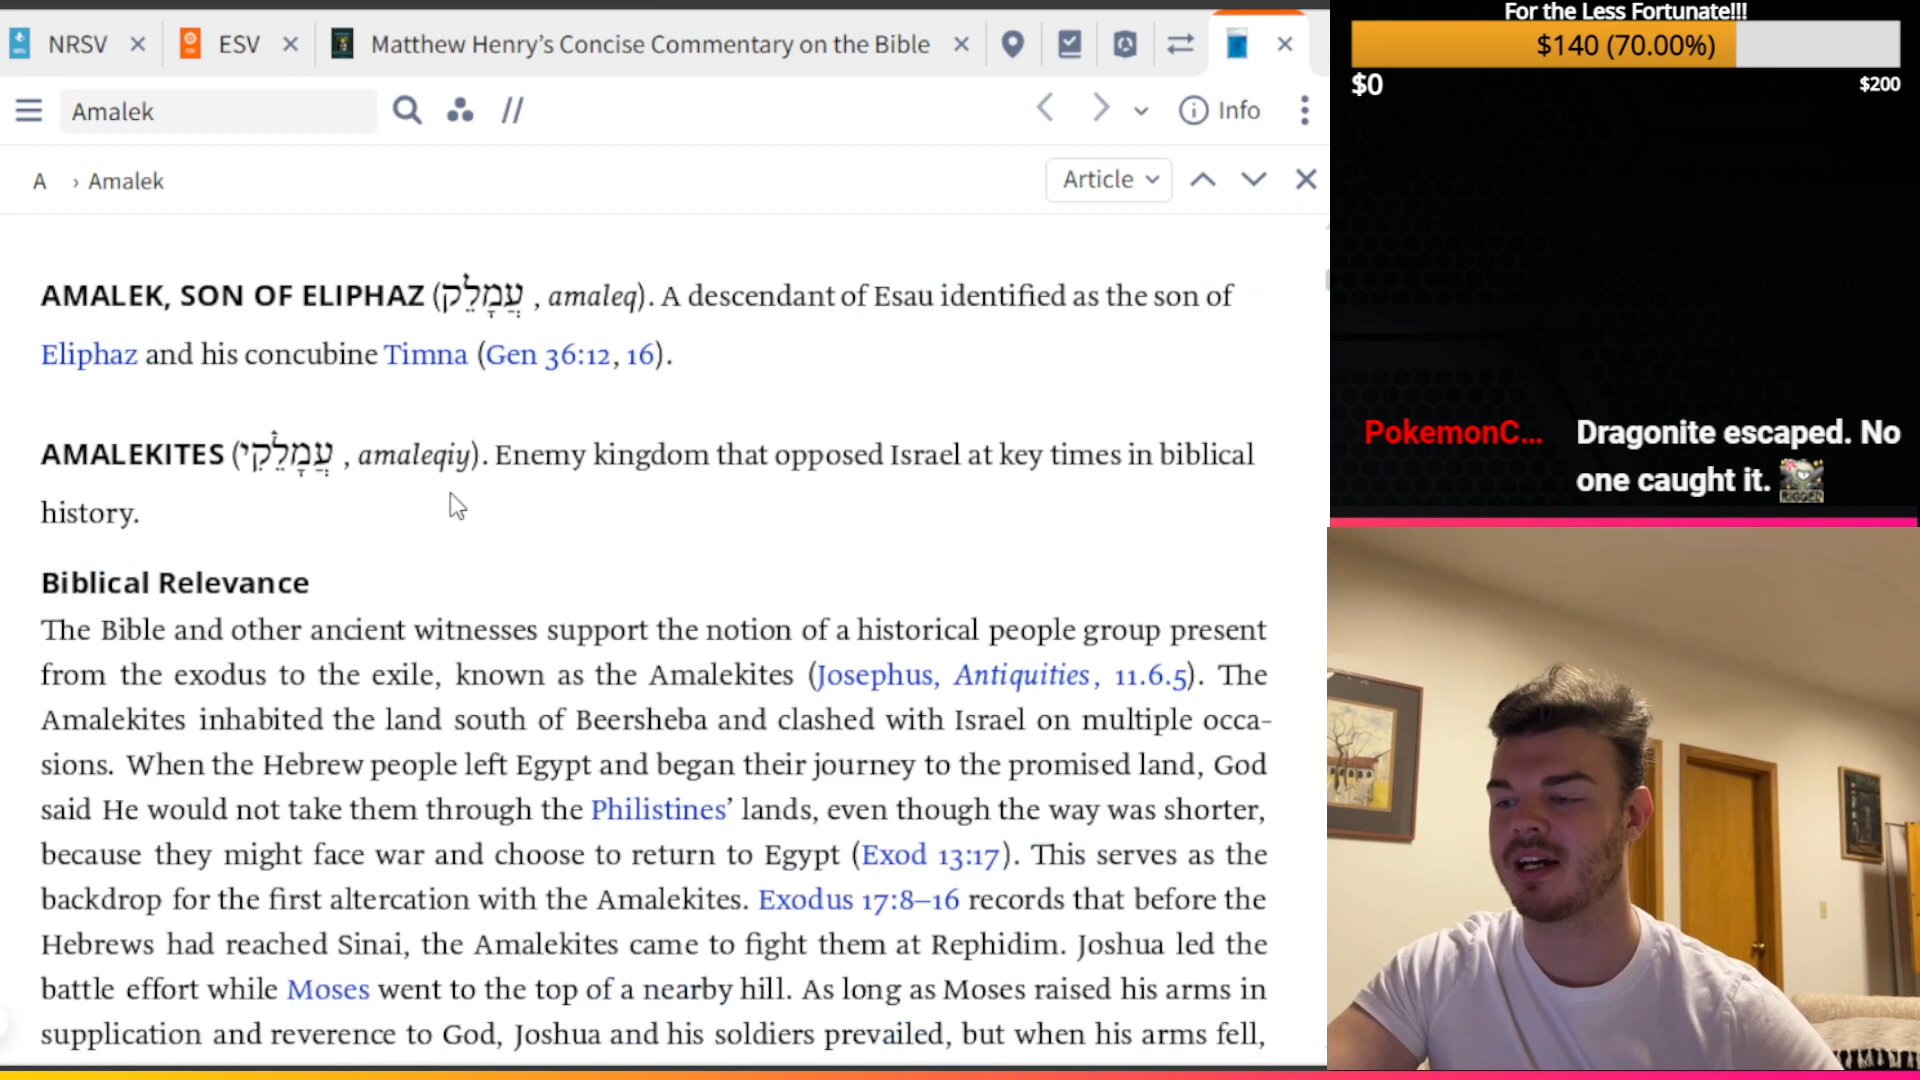 NRSV
ESV
Matthew Henry's Concise Commentary on the Bible
Amalek
Info
A › Amalek
Article
AMALEK, SON OF ELIPHAZ (עֲמָלֵק, amaleq). A descendant of Esau identified as the son of
Eliphaz and his concubine Timna (Gen 36:12, 16).
AMALEKITES (עֲמָלֵקִי, amaleqiy). Enemy kingdom that opposed Israel at key times in biblical
history.
Biblical Relevance
The Bible and other ancient witnesses support the notion of a historical people group present
from the exodus to the exile, known as the Amalekites (Josephus, Antiquities, 11.6.5). The
Amalekites inhabited the land south of Beersheba and clashed with Israel on multiple occa-
sions. When the Hebrew people left Egypt and began their journey to the promised land, God
said He would not take them through the Philistines' lands, even though the way was shorter,
because they might face war and choose to return to Egypt (Exod 13:17). This serves as the
backdrop for the first altercation with the Amalekites. Exodus 17:8–16 records that before the
Hebrews had reached Sinai, the Amalekites came to fight them at Rephidim. Joshua led the
battle effort while Moses went to the top of a nearby hill. As long as Moses raised his arms in
supplication and reverence to God, Joshua and his soldiers prevailed, but when his arms fell,
For the Less Fortunate!!!
$140 (70.00%)
$0
$200
PokemonC... Dragonite escaped. No
one caught it.
RIGGED